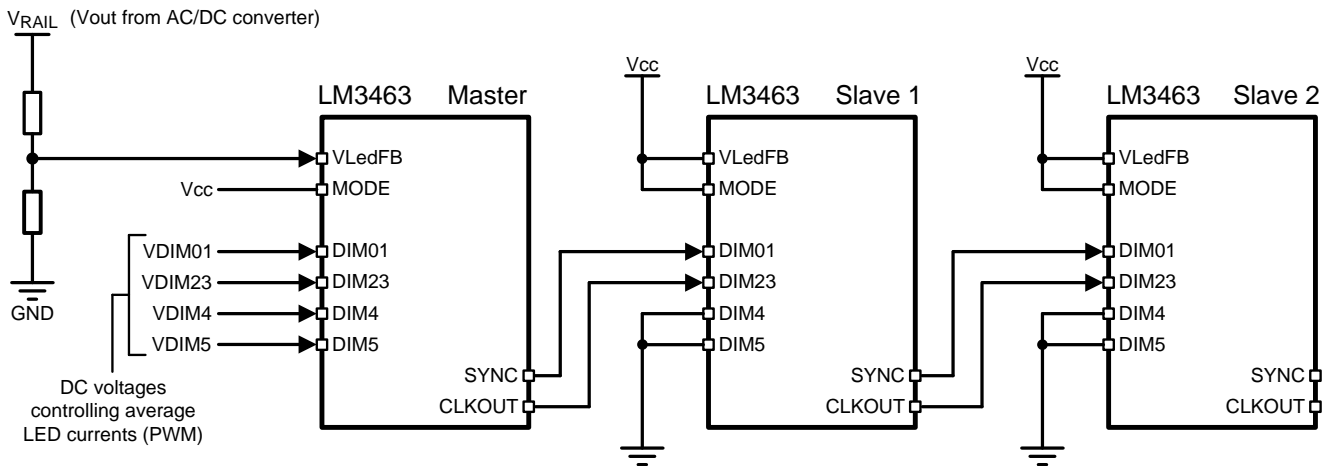 VRAIL (Vout from AC/DC converter)
GND
LM3463 Master
VLedFB
Vcc MODE
VDIM01 DIM01
VDIM23 DIM23
VDIM4 DIM4
VDIM5 DIM5
SYNC
CLKOUT
DC voltages
controlling average
LED currents (PWM)
Vcc
LM3463 Slave 1
VLedFB
MODE
DIM01
DIM23
DIM4
DIM5
SYNC
CLKOUT
Vcc
LM3463 Slave 2
VLedFB
MODE
DIM01
DIM23
DIM4
DIM5
SYNC
CLKOUT